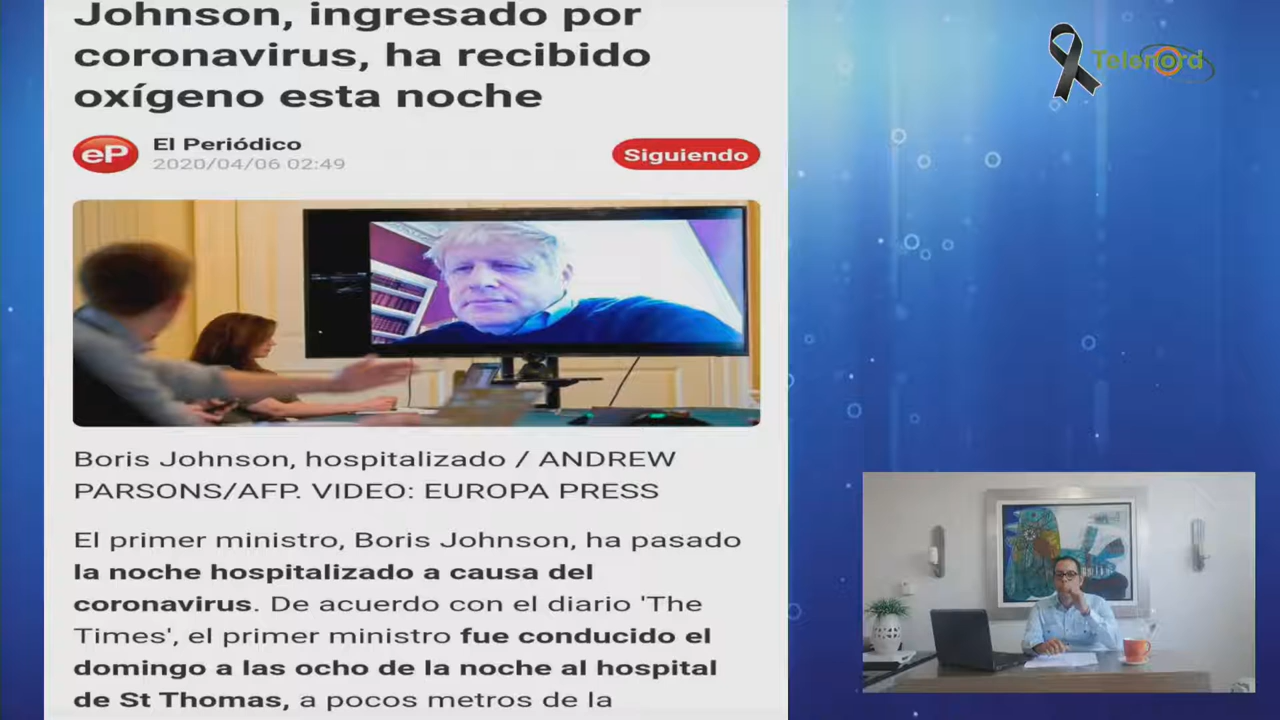 Johnson, ingresado por
coronavirus, ha recibido
oxígeno esta noche
eP
El Periódico
2020/04/06 02:49
Siguiendo
Boris Johnson, hospitalizado / ANDREW
PARSONS/AFP. VIDEO: EUROPA PRESS
El primer ministro, Boris Johnson, ha pasado
la noche hospitalizado a causa del
coronavirus. De acuerdo con el diario 'The
Times', el primer ministro fue conducido el
domingo a las ocho de la noche al hospital
de St Thomas, a pocos metros de la
Telenord